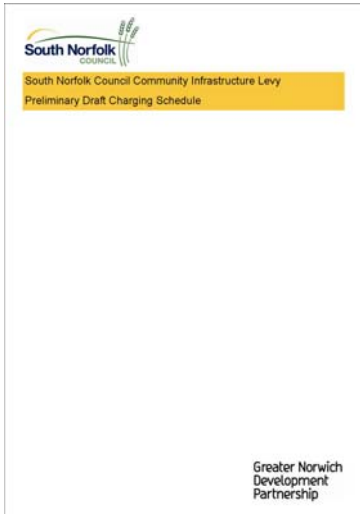 South Norfolk
COUNCIL
South Norfolk Council Community Infrastructure Levy
Preliminary Draft Charging Schedule
Greater Norwich
Development
Partnership